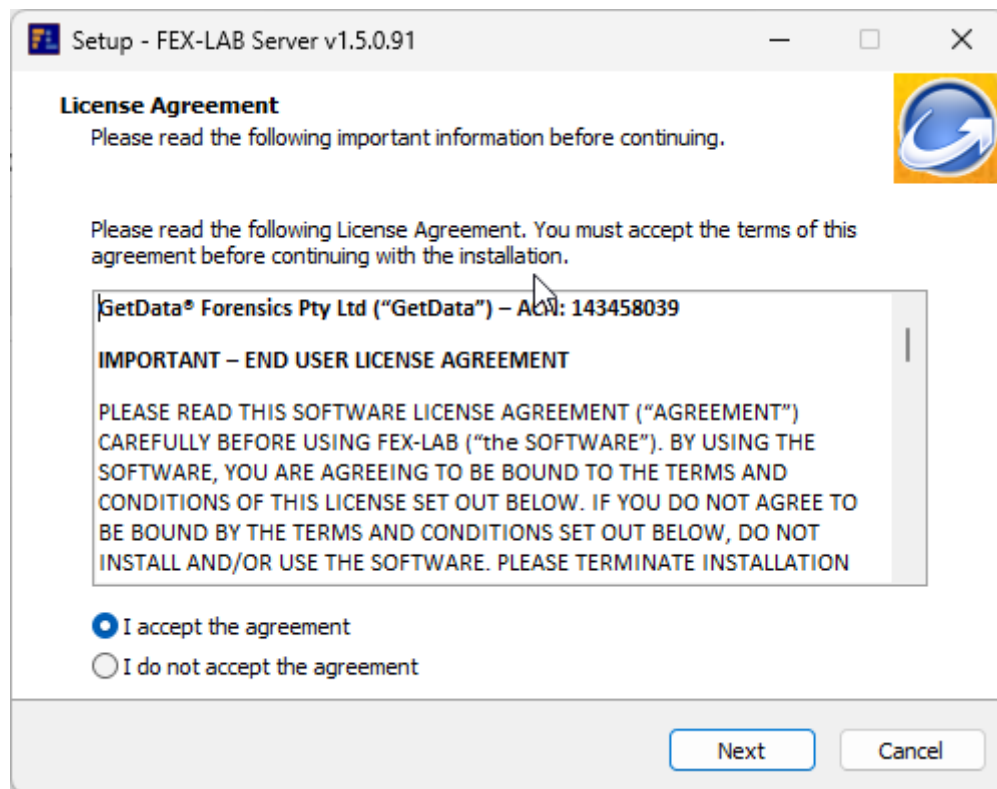 Setup - FEX-LAB Server v1.5.0.91
License Agreement
Please read the following important information before continuing.
Please read the following License Agreement. You must accept the terms of this
agreement before continuing with the installation.
GetData® Forensics Pty Ltd (“GetData”) – ACN: 143458039
IMPORTANT – END USER LICENSE AGREEMENT
PLEASE READ THIS SOFTWARE LICENSE AGREEMENT (“AGREEMENT”)
CAREFULLY BEFORE USING FEX-LAB (“the SOFTWARE”). BY USING THE
SOFTWARE, YOU ARE AGREEING TO BE BOUND TO THE TERMS AND
CONDITIONS OF THIS LICENSE SET OUT BELOW. IF YOU DO NOT AGREE TO
BE BOUND BY THE TERMS AND CONDITIONS SET OUT BELOW, DO NOT
INSTALL AND/OR USE THE SOFTWARE. PLEASE TERMINATE INSTALLATION
I accept the agreement
I do not accept the agreement
Next Cancel